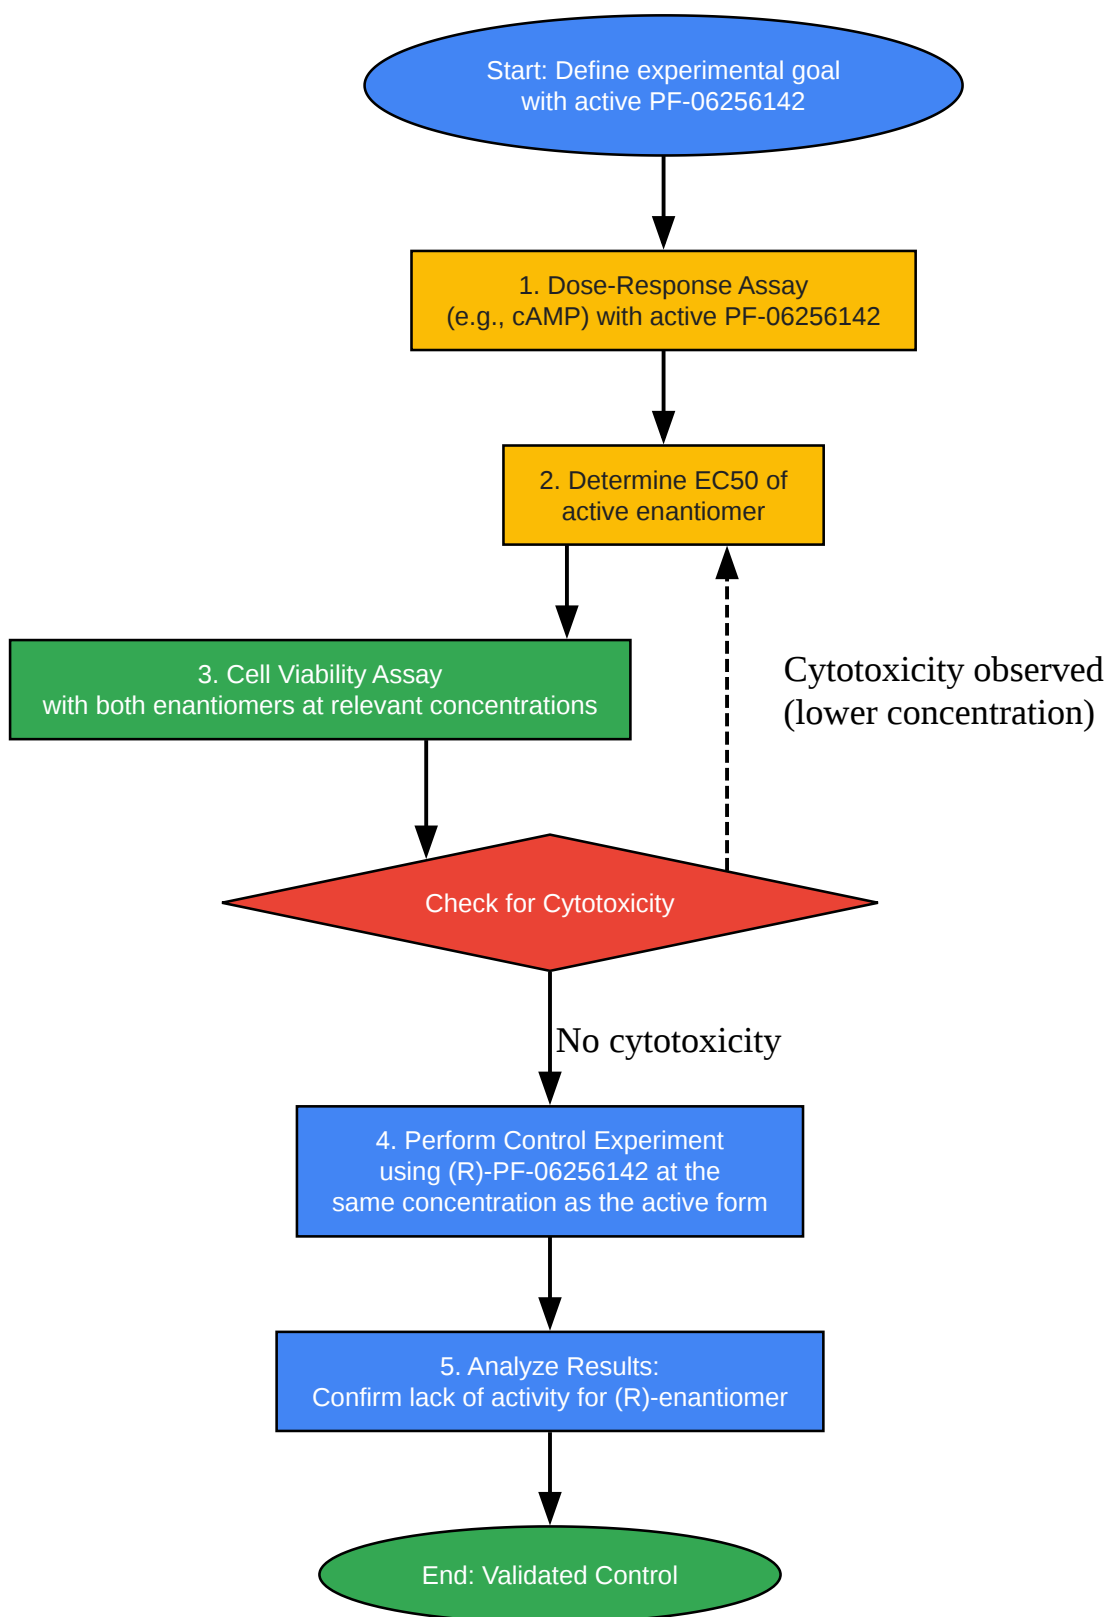 Start: Define experimental goal
with active PF-06256142
1. Dose-Response Assay
(e.g., cAMP) with active PF-06256142
2. Determine EC50 of
active enantiomer
3. Cell Viability Assay
with both enantiomers at relevant concentrations
Cytotoxicity observed
(lower concentration)
Check for Cytotoxicity
No cytotoxicity
4. Perform Control Experiment
using (R)-PF-06256142 at the
same concentration as the active form
5. Analyze Results:
Confirm lack of activity for (R)-enantiomer
End: Validated Control